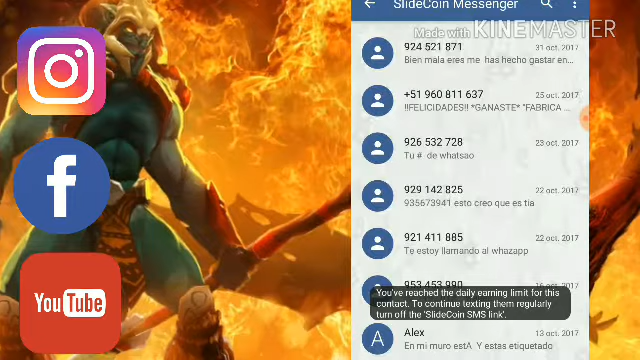 SlideCoin Messenger
Made with KINEMASTER
924 521 871
31 oct. 2017
Bien mala eres me has hecho gastar en...
+51 960 811 637
25 oct. 2017
!!FELICIDADES!! *GANASTE* "FABRICA ...
926 532 728
23 oct. 2017
Tu # de whatsao
929 142 825
22 oct. 2017
935673941 esto creo que es tia
921 411 885
22 oct. 2017
Te estoy llamando al whazapp
953 453 980
You've reached the daily earning limit for this
contact. To continue texting them regularly
turn off the 'SlideCoin SMS link'.
A
Alex
13 oct. 2017
En mi muro estA Y estas etiquetado
f
YouTube